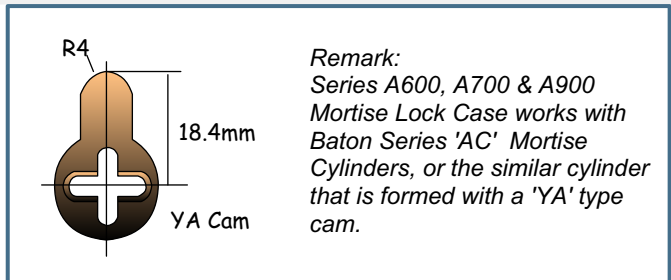 R4
18.4mm
YA Cam
Remark:
Series A600, A700 & A900
Mortise Lock Case works with
Baton Series 'AC' Mortise
Cylinders, or the similar cylinder
that is formed with a 'YA' type
cam.